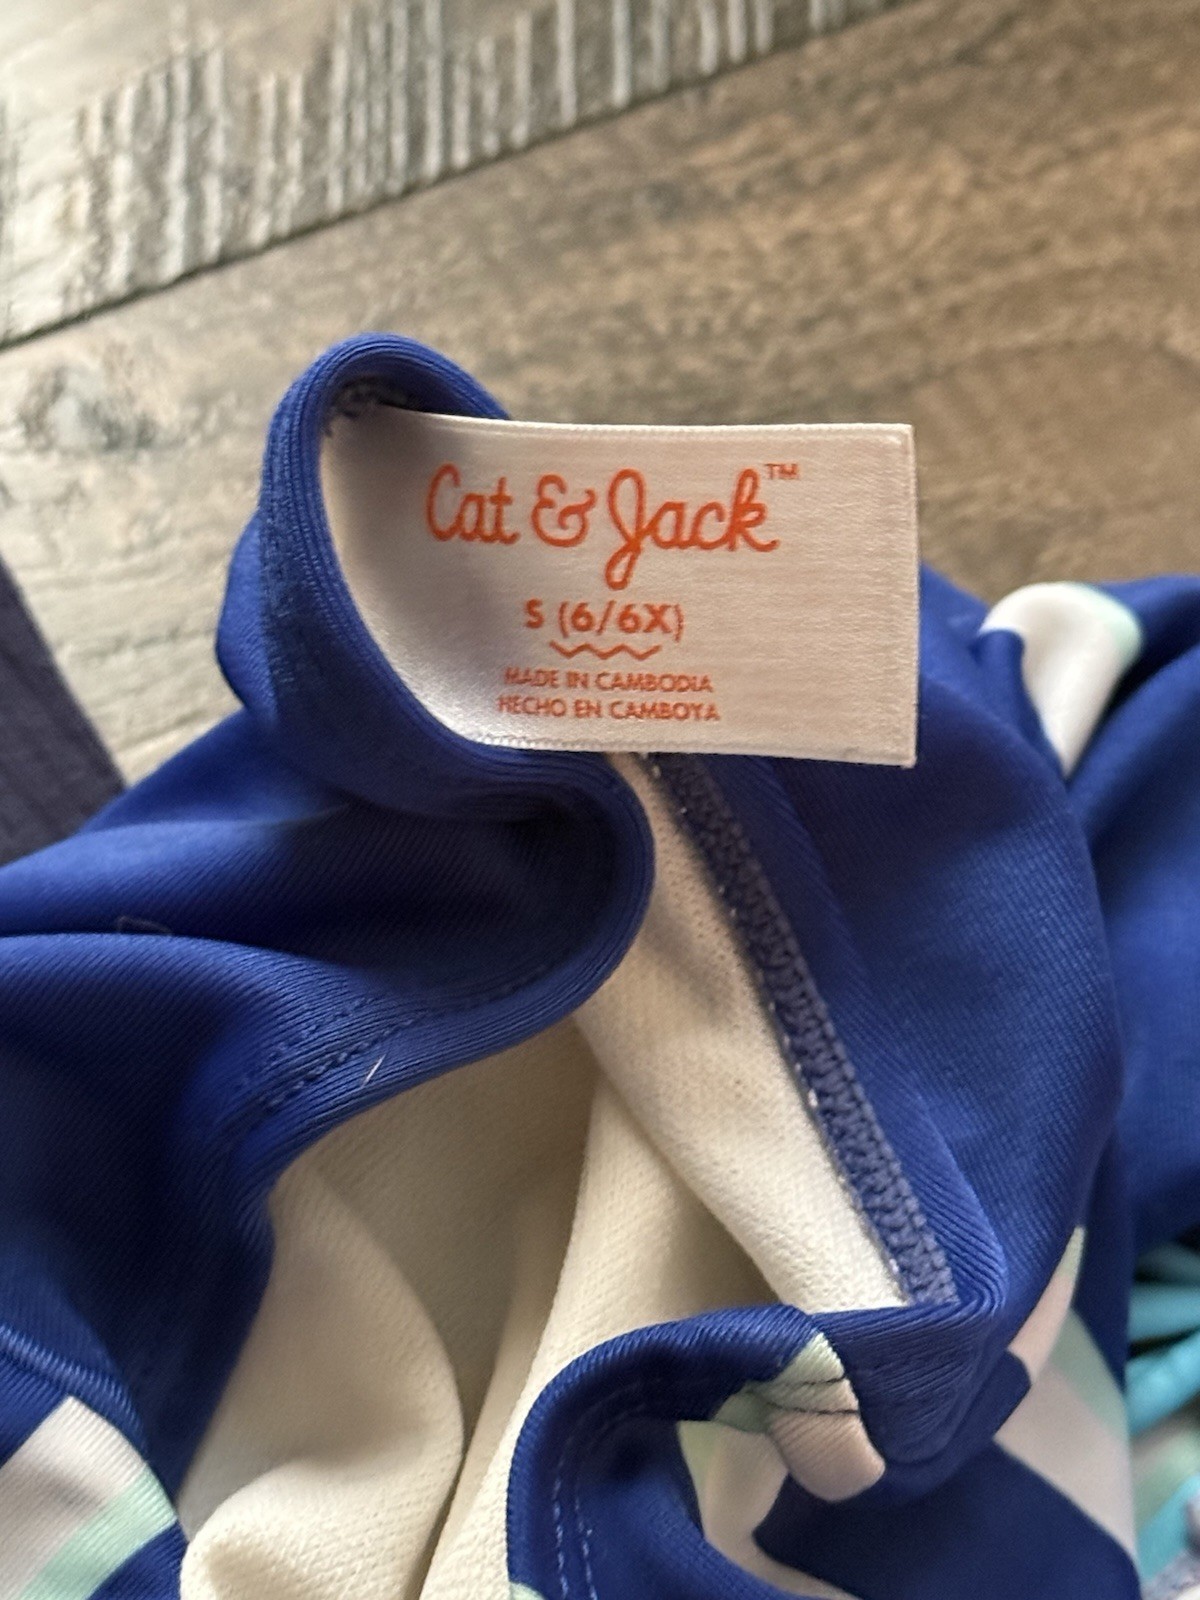 Cat & Jack™
S (6/6X)
MADE IN CAMBODIA
HECHO EN CAMBOYA